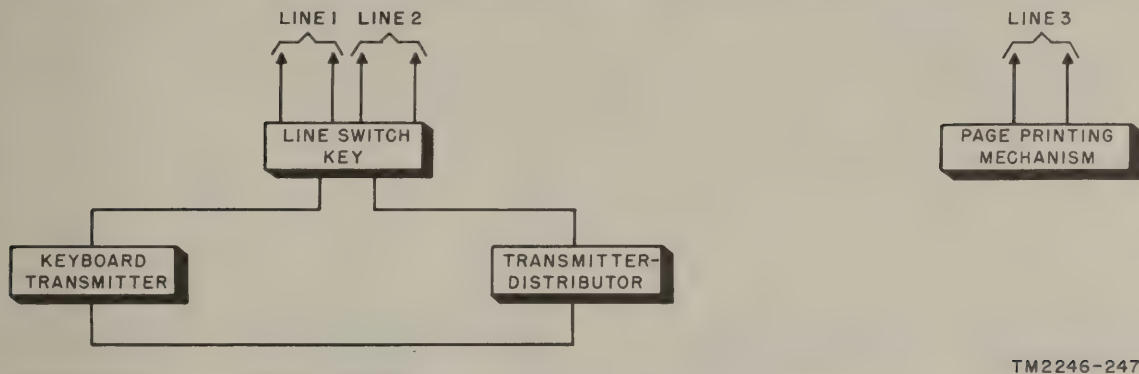 LINE 1 LINE 2
LINE 3
LINE SWITCH
KEY
PAGE PRINTING
MECHANISM
KEYBOARD
TRANSMITTER
TRANSMITTER-
DISTRIBUTOR
TM2246-247